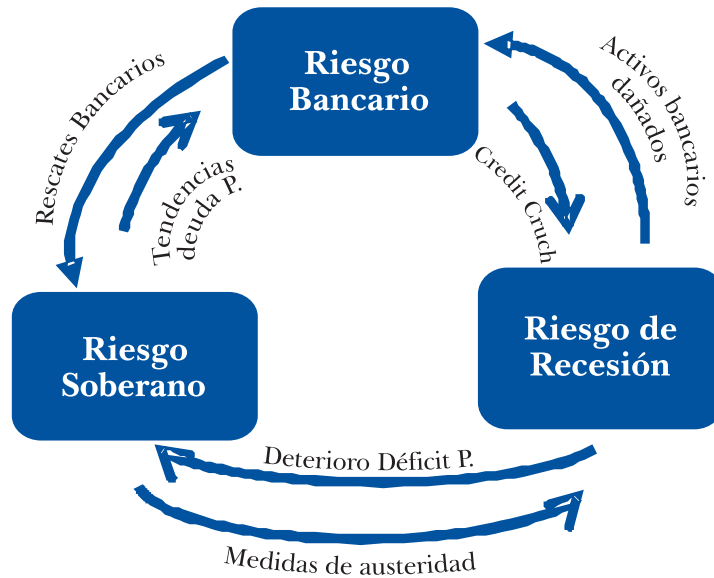 Riesgo
Bancario
Rescates Bancarios
Tendencias
deuda P.
Credit Cruch
Activos bancarios
dañados
Riesgo
Soberano
Riesgo de
Recesión
Deterioro Déficit P.
Medidas de austeridad